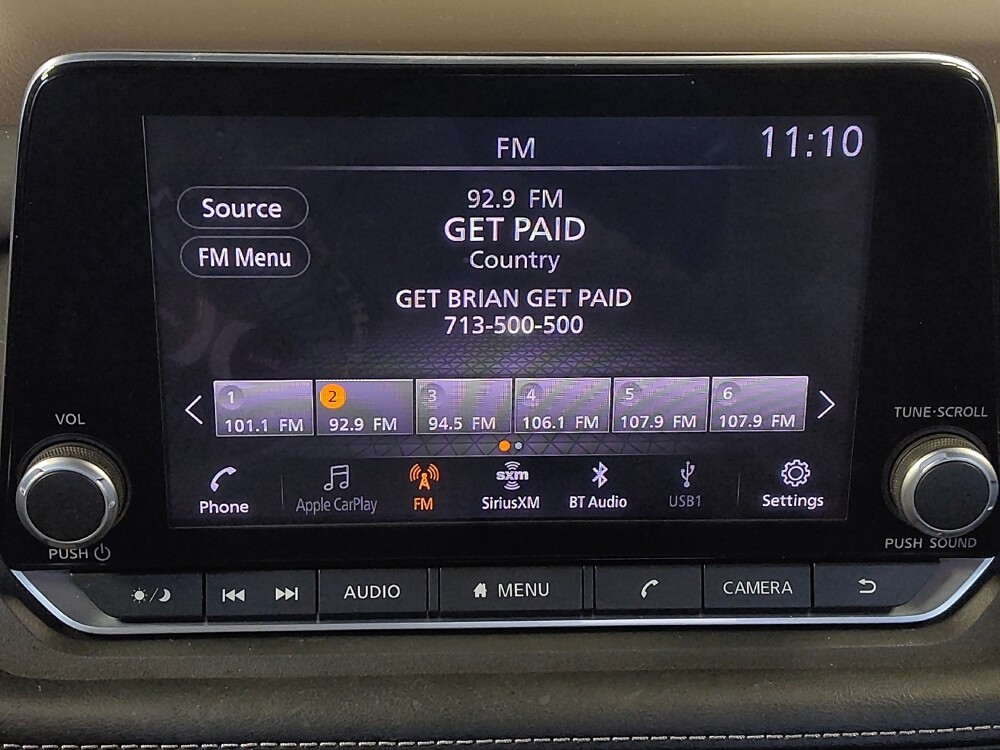 FM
11:10
Source
92.9 FM
GET PAID
FM Menu
Country
GET BRIAN GET PAID
713-500-500
1
2
3
4
5
6
101.1 FM
92.9 FM
94.5 FM
106.1 FM
107.9 FM
107.9 FM
VOL
TUNE·SCROLL
Phone
Apple CarPlay
FM
sxm
SiriusXM
BT Audio
USB1
Settings
PUSH
PUSH SOUND
AUDIO
MENU
CAMERA